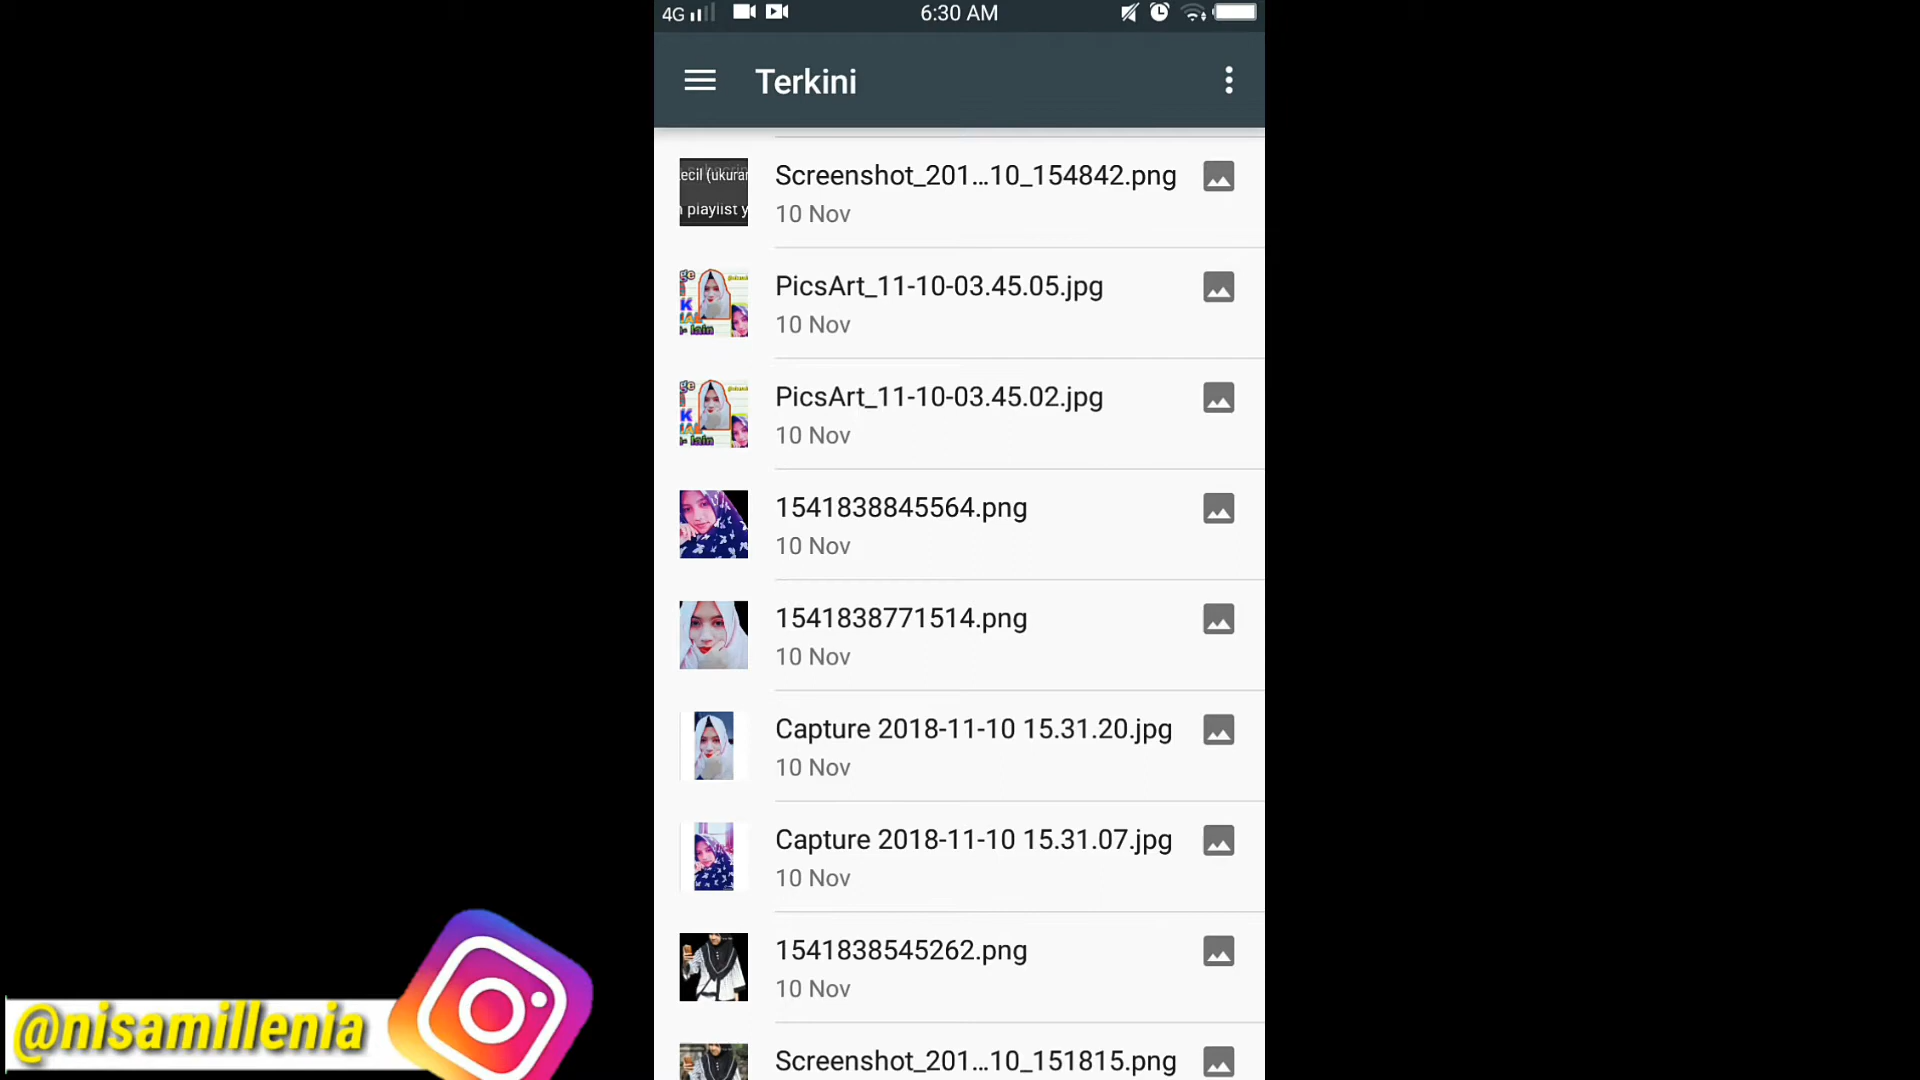 4G 6:30 AM
Terkini
ecil (ukurar
n playlist y
Screenshot_201...10_154842.png
10 Nov
PicsArt_11-10-03.45.05.jpg
10 Nov
PicsArt_11-10-03.45.02.jpg
10 Nov
1541838845564.png
10 Nov
1541838771514.png
10 Nov
Capture 2018-11-10 15.31.20.jpg
10 Nov
Capture 2018-11-10 15.31.07.jpg
10 Nov
1541838545262.png
10 Nov
Screenshot_201...10_151815.png
@nisamillenia